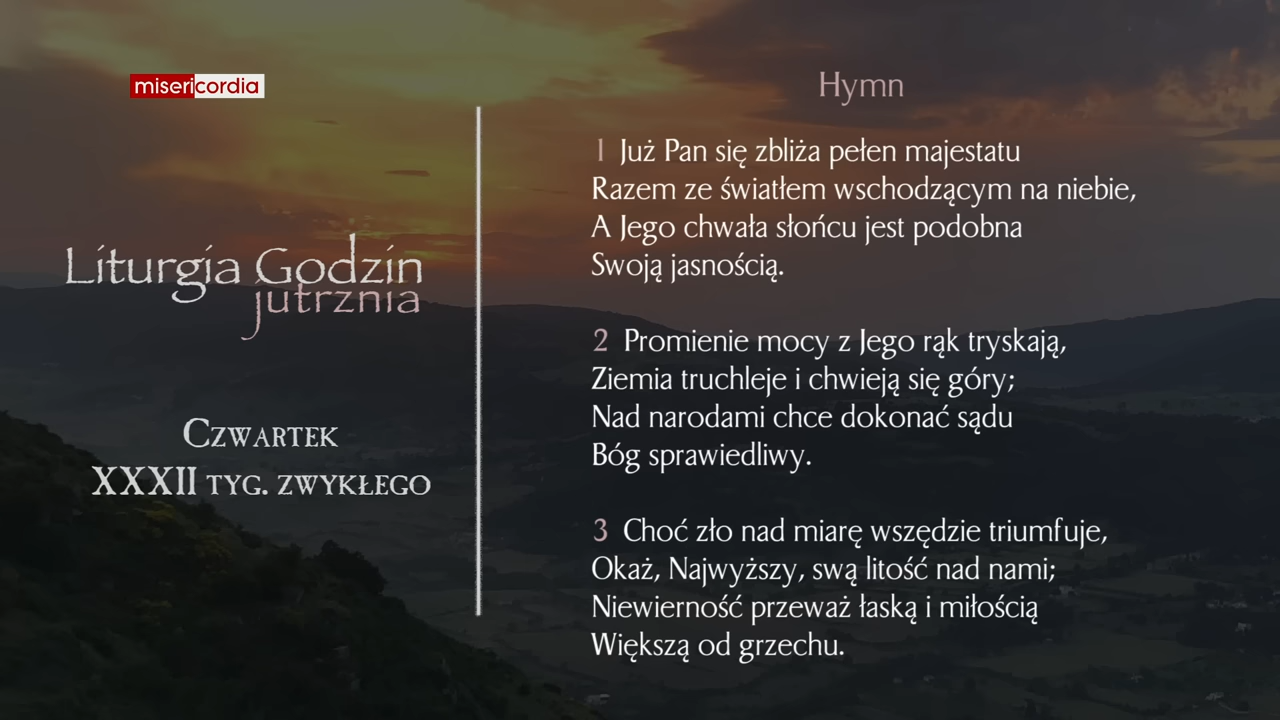 misericordia
Liturgia Godzin
jutrznia
Czwartek
XXXII tyg. zwykłego
Hymn
1 Już Pan się zbliża pełen majestatu
Razem ze światłem wschodzącym na niebie,
A Jego chwała słońcu jest podobna
Swoją jasnością.
2 Promienie mocy z Jego rąk tryskają,
Ziemia truchleje i chwieją się góry;
Nad narodami chce dokonać sądu
Bóg sprawiedliwy.
3 Choć zło nad miarę wszędzie triumfuje,
Okaż, Najwyższy, swą litość nad nami;
Niewierność przeważ łaską i miłością
Większą od grzechu.